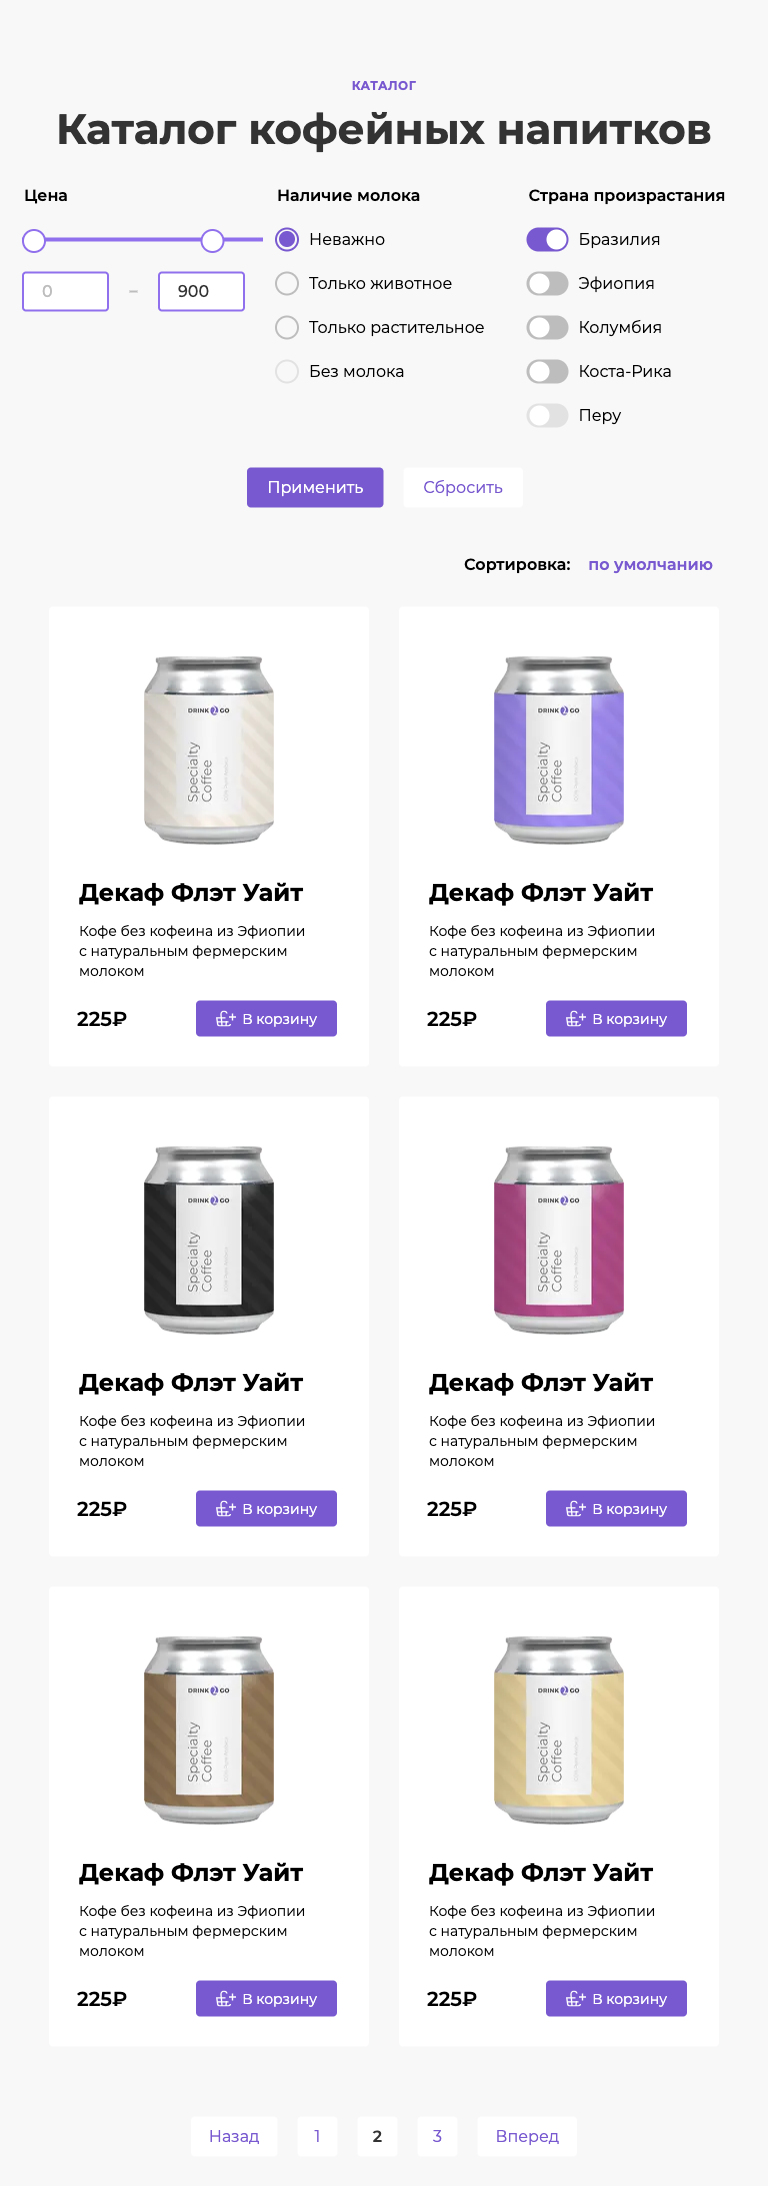 КАТАЛОГ
Каталог кофейных напитков
Цена
0
–
900
Наличие молока
Неважно
Только животное
Только растительное
Без молока
Страна произрастания
Бразилия
Эфиопия
Колумбия
Коста-Рика
Перу
Применить
Сбросить
Сортировка: по умолчанию
DRINK 2 GO
Specialty
Coffee
Декаф Флэт Уайт
Кофе без кофеина из Эфиопии
с натуральным фермерским
молоком
225₽
В корзину
DRINK 2 GO
Specialty
Coffee
Декаф Флэт Уайт
Кофе без кофеина из Эфиопии
с натуральным фермерским
молоком
225₽
В корзину
DRINK 2 GO
Specialty
Coffee
Декаф Флэт Уайт
Кофе без кофеина из Эфиопии
с натуральным фермерским
молоком
225₽
В корзину
DRINK 2 GO
Specialty
Coffee
Декаф Флэт Уайт
Кофе без кофеина из Эфиопии
с натуральным фермерским
молоком
225₽
В корзину
DRINK 2 GO
Specialty
Coffee
Декаф Флэт Уайт
Кофе без кофеина из Эфиопии
с натуральным фермерским
молоком
225₽
В корзину
DRINK 2 GO
Specialty
Coffee
Декаф Флэт Уайт
Кофе без кофеина из Эфиопии
с натуральным фермерским
молоком
225₽
В корзину
Назад 1 2 3 Вперед